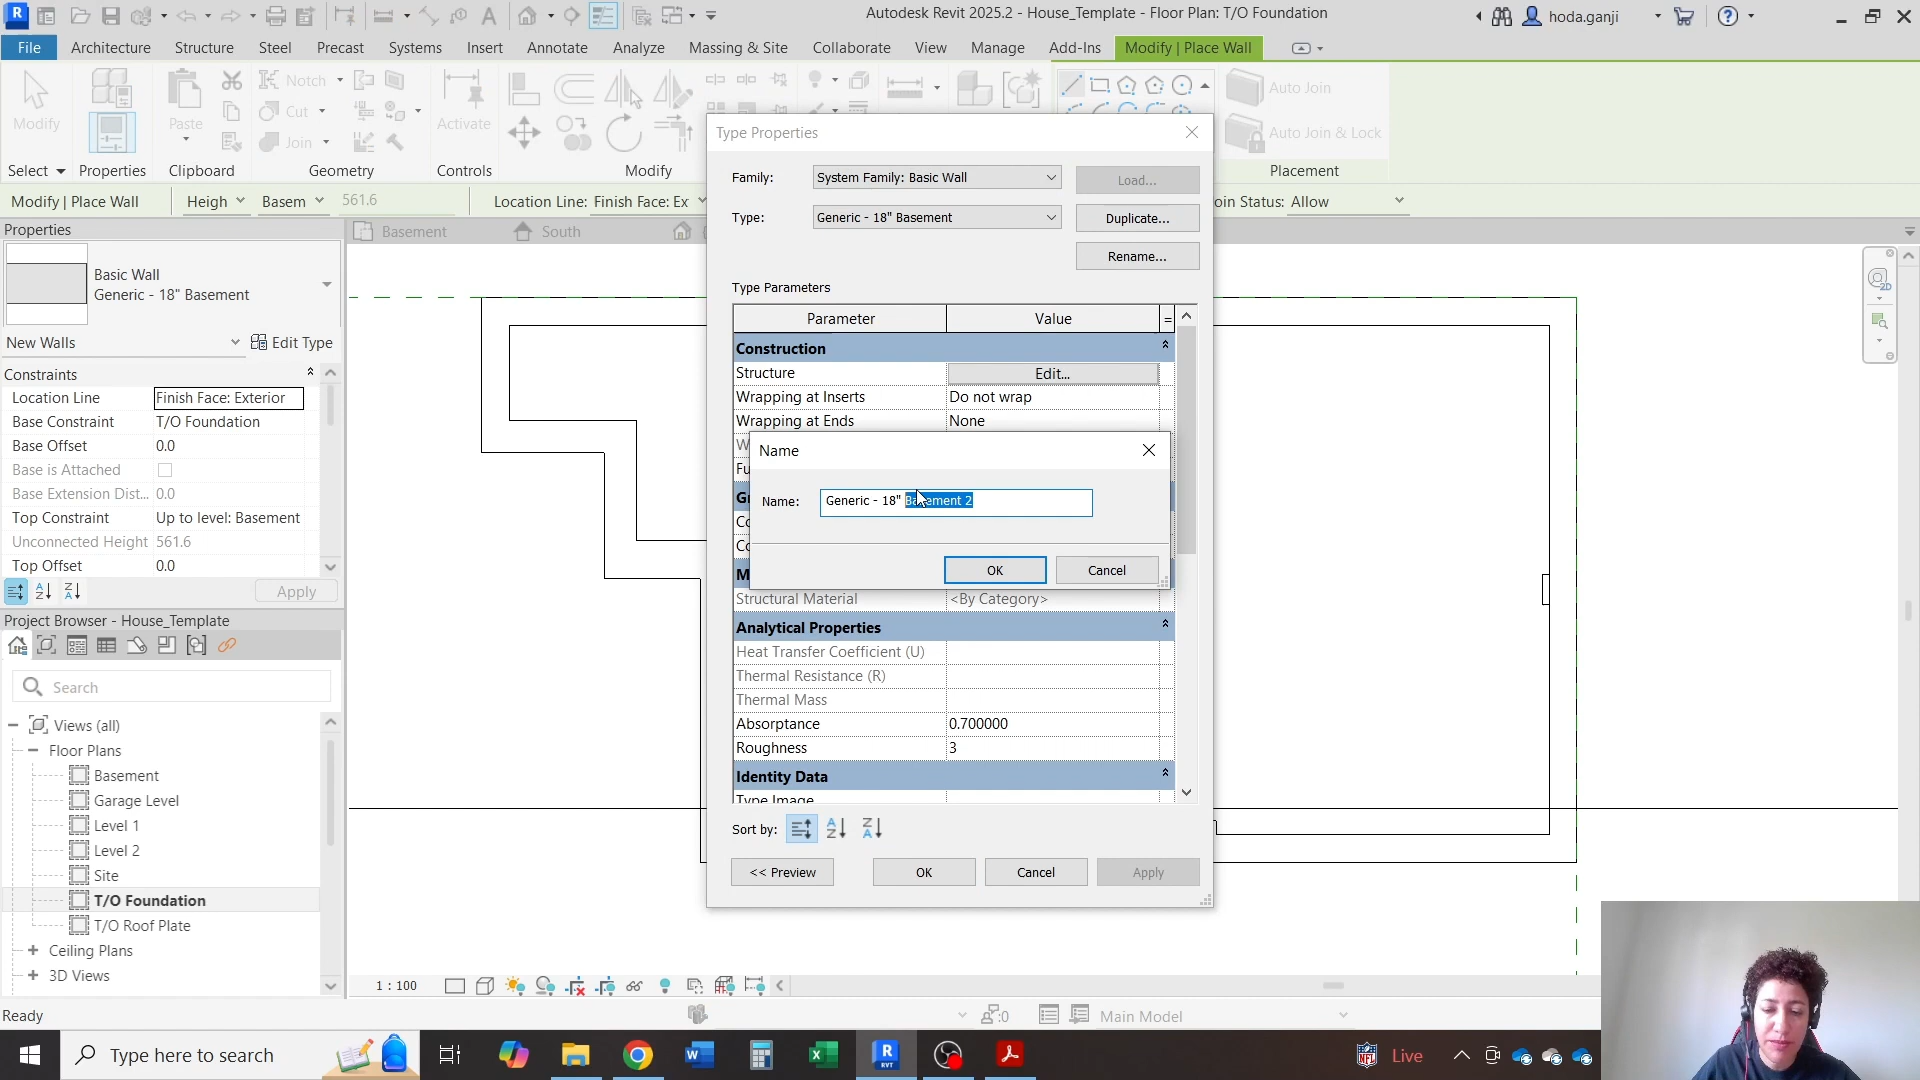 Autodesk Revit 2025.2 - House_Template - Floor Plan: T/O Foundation
hoda.ganji
File Architecture Structure Steel Precast Systems Insert Annotate Analyze Massing & Site Collaborate View Manage Add-Ins Modify | Place Wall
Modify
Paste
Notch
Cut
Join
Activate
Auto Join
Auto Join & Lock
Select Properties Clipboard Geometry Controls Modify Placement
Modify | Place Wall Heigh Basem 561.6 Location Line: Finish Face: Ex oin Status: Allow
Properties
Basic Wall
Generic - 18" Basement
New Walls Edit Type
Constraints
Location Line Finish Face: Exterior
Base Constraint T/O Foundation
Base Offset 0.0
Base is Attached
Base Extension Dist... 0.0
Top Constraint Up to level: Basement
Unconnected Height 561.6
Top Offset 0.0
Apply
Project Browser - House_Template
Search
Views (all)
Floor Plans
Basement
Garage Level
Level 1
Level 2
Site
T/O Foundation
T/O Roof Plate
Ceiling Plans
3D Views
Basement South
Type Properties
Family: System Family: Basic Wall Load...
Type: Generic - 18" Basement Duplicate...
Rename...
Type Parameters
Parameter Value =
Construction
Structure Edit...
Wrapping at Inserts Do not wrap
Wrapping at Ends None
W
Fu
Gr
Co
Co
M
Name
Name: Generic - 18" Basement 2
OK Cancel
Structural Material <By Category>
Analytical Properties
Heat Transfer Coefficient (U)
Thermal Resistance (R)
Thermal Mass
Absorptance 0.700000
Roughness 3
Identity Data
Type Image
Sort by:
<< Preview OK Cancel Apply
1 : 100
Ready
:0
Main Model
Type here to search
Live